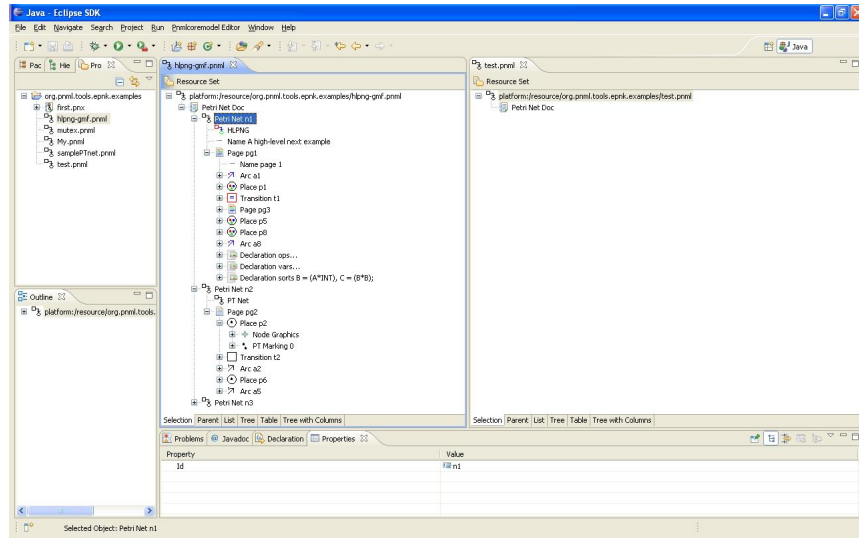 Java - Eclipse SDK
File Edit Navigate Search Project Run Pnmlcoremodel Editor Window Help
Java
Pac Hie Pro
org.pnml.tools.epnk.examples
first.pnx
hlpng-gmf.pnml
mutex.pnml
My.pnml
samplePTnet.pnml
test.pnml
Outline
platform:/resource/org.pnml.tools.
hlpng-gmf.pnml
Resource Set
platform:/resource/org.pnml.tools.epnk.examples/hlpng-gmf.pnml
Petri Net Doc
Petri Net n1
HLPNG
Name A high-level next example
Page pg1
Name page 1
Arc a1
Place p1
Transition t1
Page pg3
Place p5
Place p8
Arc a8
Declaration ops...
Declaration vars...
Declaration sorts B = (A*INT), C = (B*B);
Petri Net n2
PT Net
Page pg2
Place p2
Node Graphics
PT Marking 0
Transition t2
Arc a2
Place p6
Arc a5
Petri Net n3
Selection Parent List Tree Table Tree with Columns
test.pnml
Resource Set
platform:/resource/org.pnml.tools.epnk.examples/test.pnml
Petri Net Doc
Selection Parent List Tree Table Tree with Columns
Problems @ Javadoc Declaration Properties
Property Value
Id n1
Selected Object: Petri Net n1